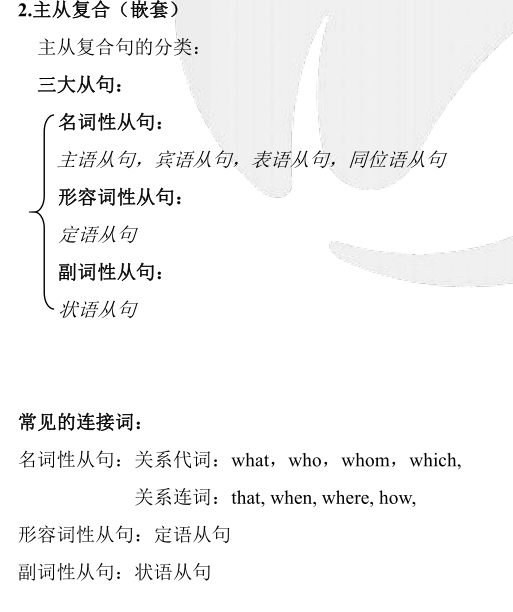 2.主从复合（嵌套）
主从复合句的分类：
三大从句：
名词性从句：
主语从句，宾语从句，表语从句，同位语从句
形容词性从句：
定语从句
副词性从句：
状语从句
常见的连接词：
名词性从句：关系代词：what，who，whom，which,
关系连词：that, when, where, how,
形容词性从句：定语从句
副词性从句：状语从句